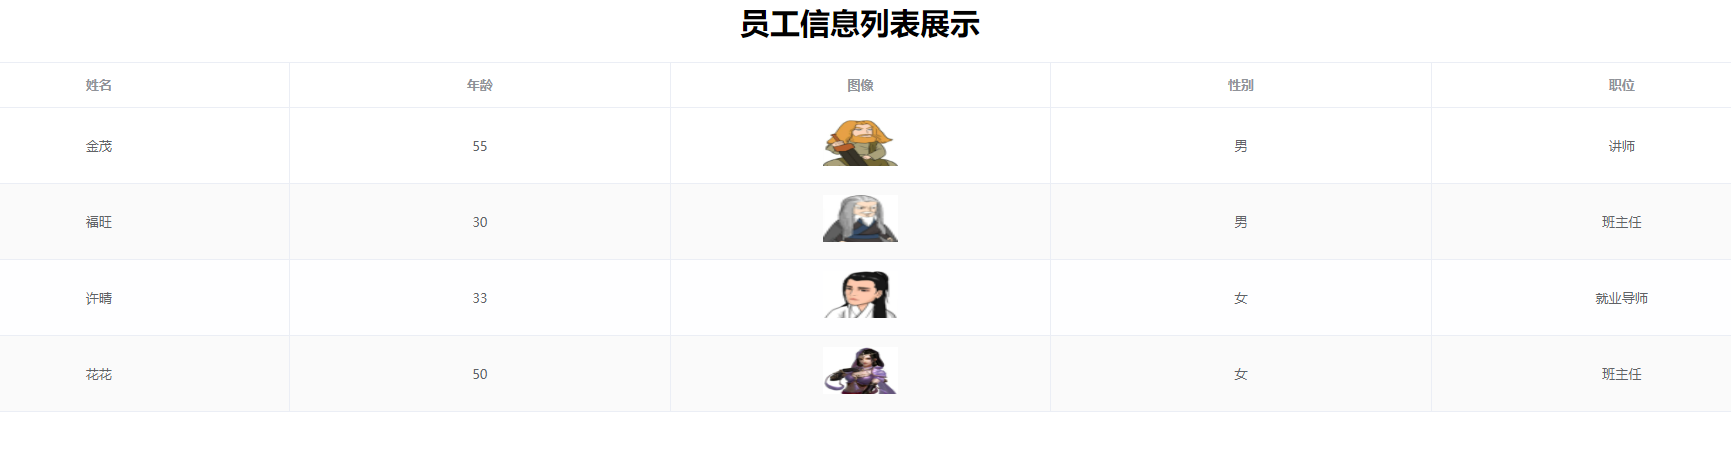 员工信息列表展示
姓名 年龄 图像 性别 职位
金茂 55 男 讲师
福旺 30 男 班主任
许晴 33 女 就业导师
花花 50 女 班主任